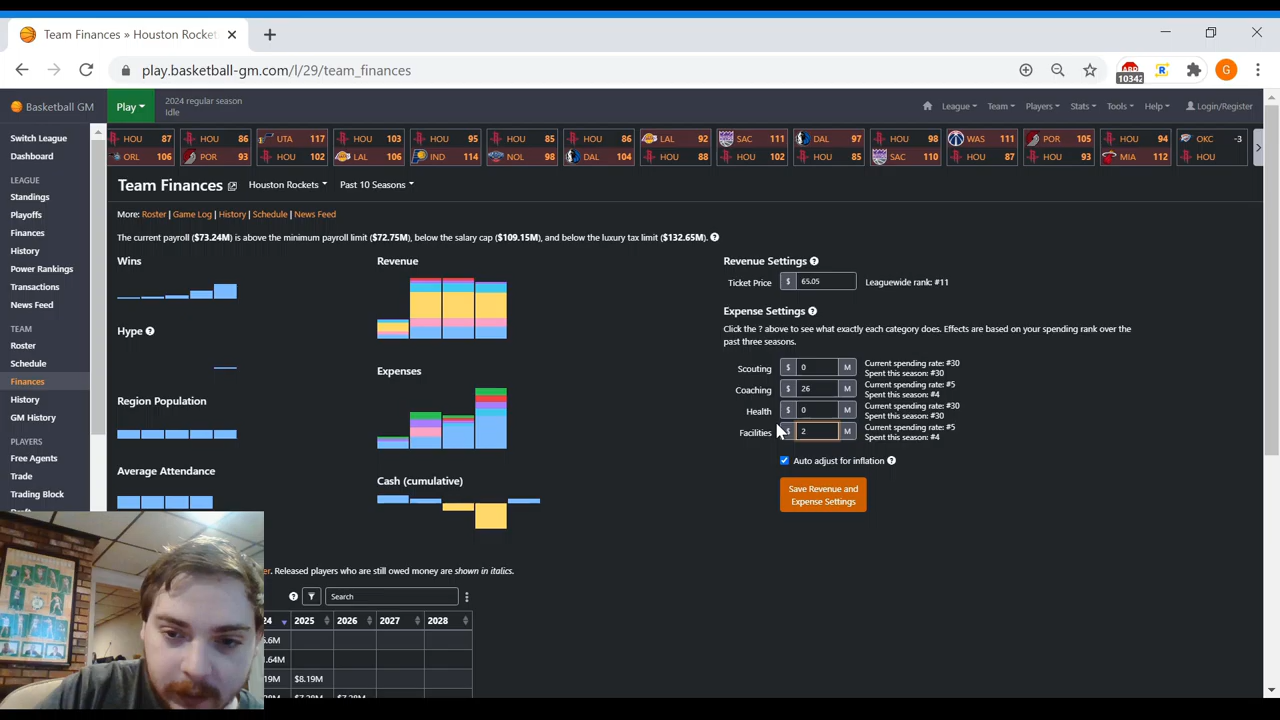 Team Finances » Houston Rocket
play.basketball-gm.com/l/29/team_finances
10342
G
Basketball GM
Play
2024 regular season
Idle
League
Team
Players
Stats
Tools
Help
Login/Register
HOU 87 HOU 86 UTA 117 HOU 103 HOU 95 HOU 85 HOU 86 LAL 92 SAC 111 DAL 97 HOU 98 WAS 111 POR 105 HOU 94 OKC -3
ORL 106 POR 93 HOU 102 LAL 106 IND 114 NOL 98 DAL 104 HOU 88 HOU 102 HOU 85 SAC 110 HOU 87 HOU 93 MIA 112 HOU
Switch League
Dashboard
LEAGUE
Standings
Playoffs
Finances
History
Power Rankings
Transactions
News Feed
TEAM
Roster
Schedule
Finances
History
GM History
PLAYERS
Free Agents
Trade
Trading Block
Team Finances Houston Rockets Past 10 Seasons
More: Roster | Game Log | History | Schedule | News Feed
The current payroll ($73.24M) is above the minimum payroll limit ($72.75M), below the salary cap ($109.15M), and below the luxury tax limit ($132.65M).
Wins
Hype
Region Population
Average Attendance
Revenue
Expenses
Cash (cumulative)
Revenue Settings
Ticket Price $ 65.05 Leaguewide rank: #11
Expense Settings
Click the ? above to see what exactly each category does. Effects are based on your spending rank over the
past three seasons.
Scouting $ 0 M Current spending rate: #30
Spent this season: #30
Coaching $ 26 M Current spending rate: #5
Spent this season: #4
Health $ 0 M Current spending rate: #30
Spent this season: #30
Facilities $ 2 M Current spending rate: #5
Spent this season: #4
Auto adjust for inflation
Save Revenue and
Expense Settings
Released players who are still owed money are shown in italics.
Search
24 2025 2026 2027 2028
.6M
1.64M
19M $8.19M